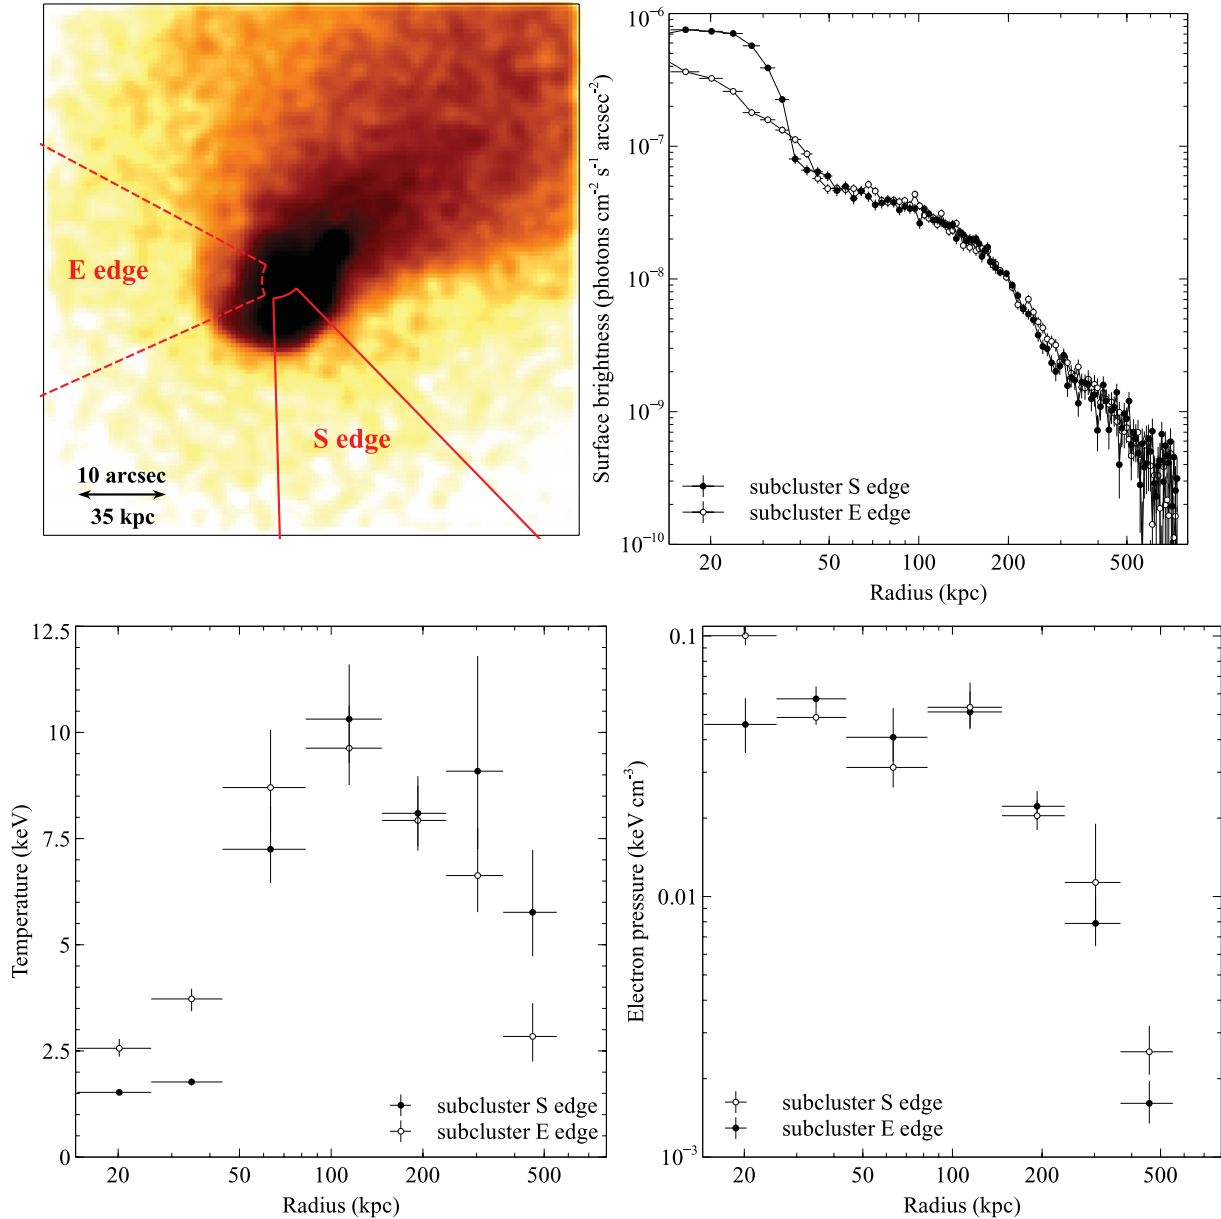 E edge
S edge
10 arcsec
35 kpc
Surface brightness (photons cm⁻² s⁻¹ arcsec⁻²)
10⁻⁶
10⁻⁷
10⁻⁸
10⁻⁹
10⁻¹⁰
subcluster S edge
subcluster E edge
20 50 100 200 500
Radius (kpc)
Temperature (keV)
12.5
10
7.5
5
2.5
0
subcluster S edge
subcluster E edge
20 50 100 200 500
Radius (kpc)
Electron pressure (keV cm⁻³)
0.1
0.01
10⁻³
subcluster S edge
subcluster E edge
20 50 100 200 500
Radius (kpc)